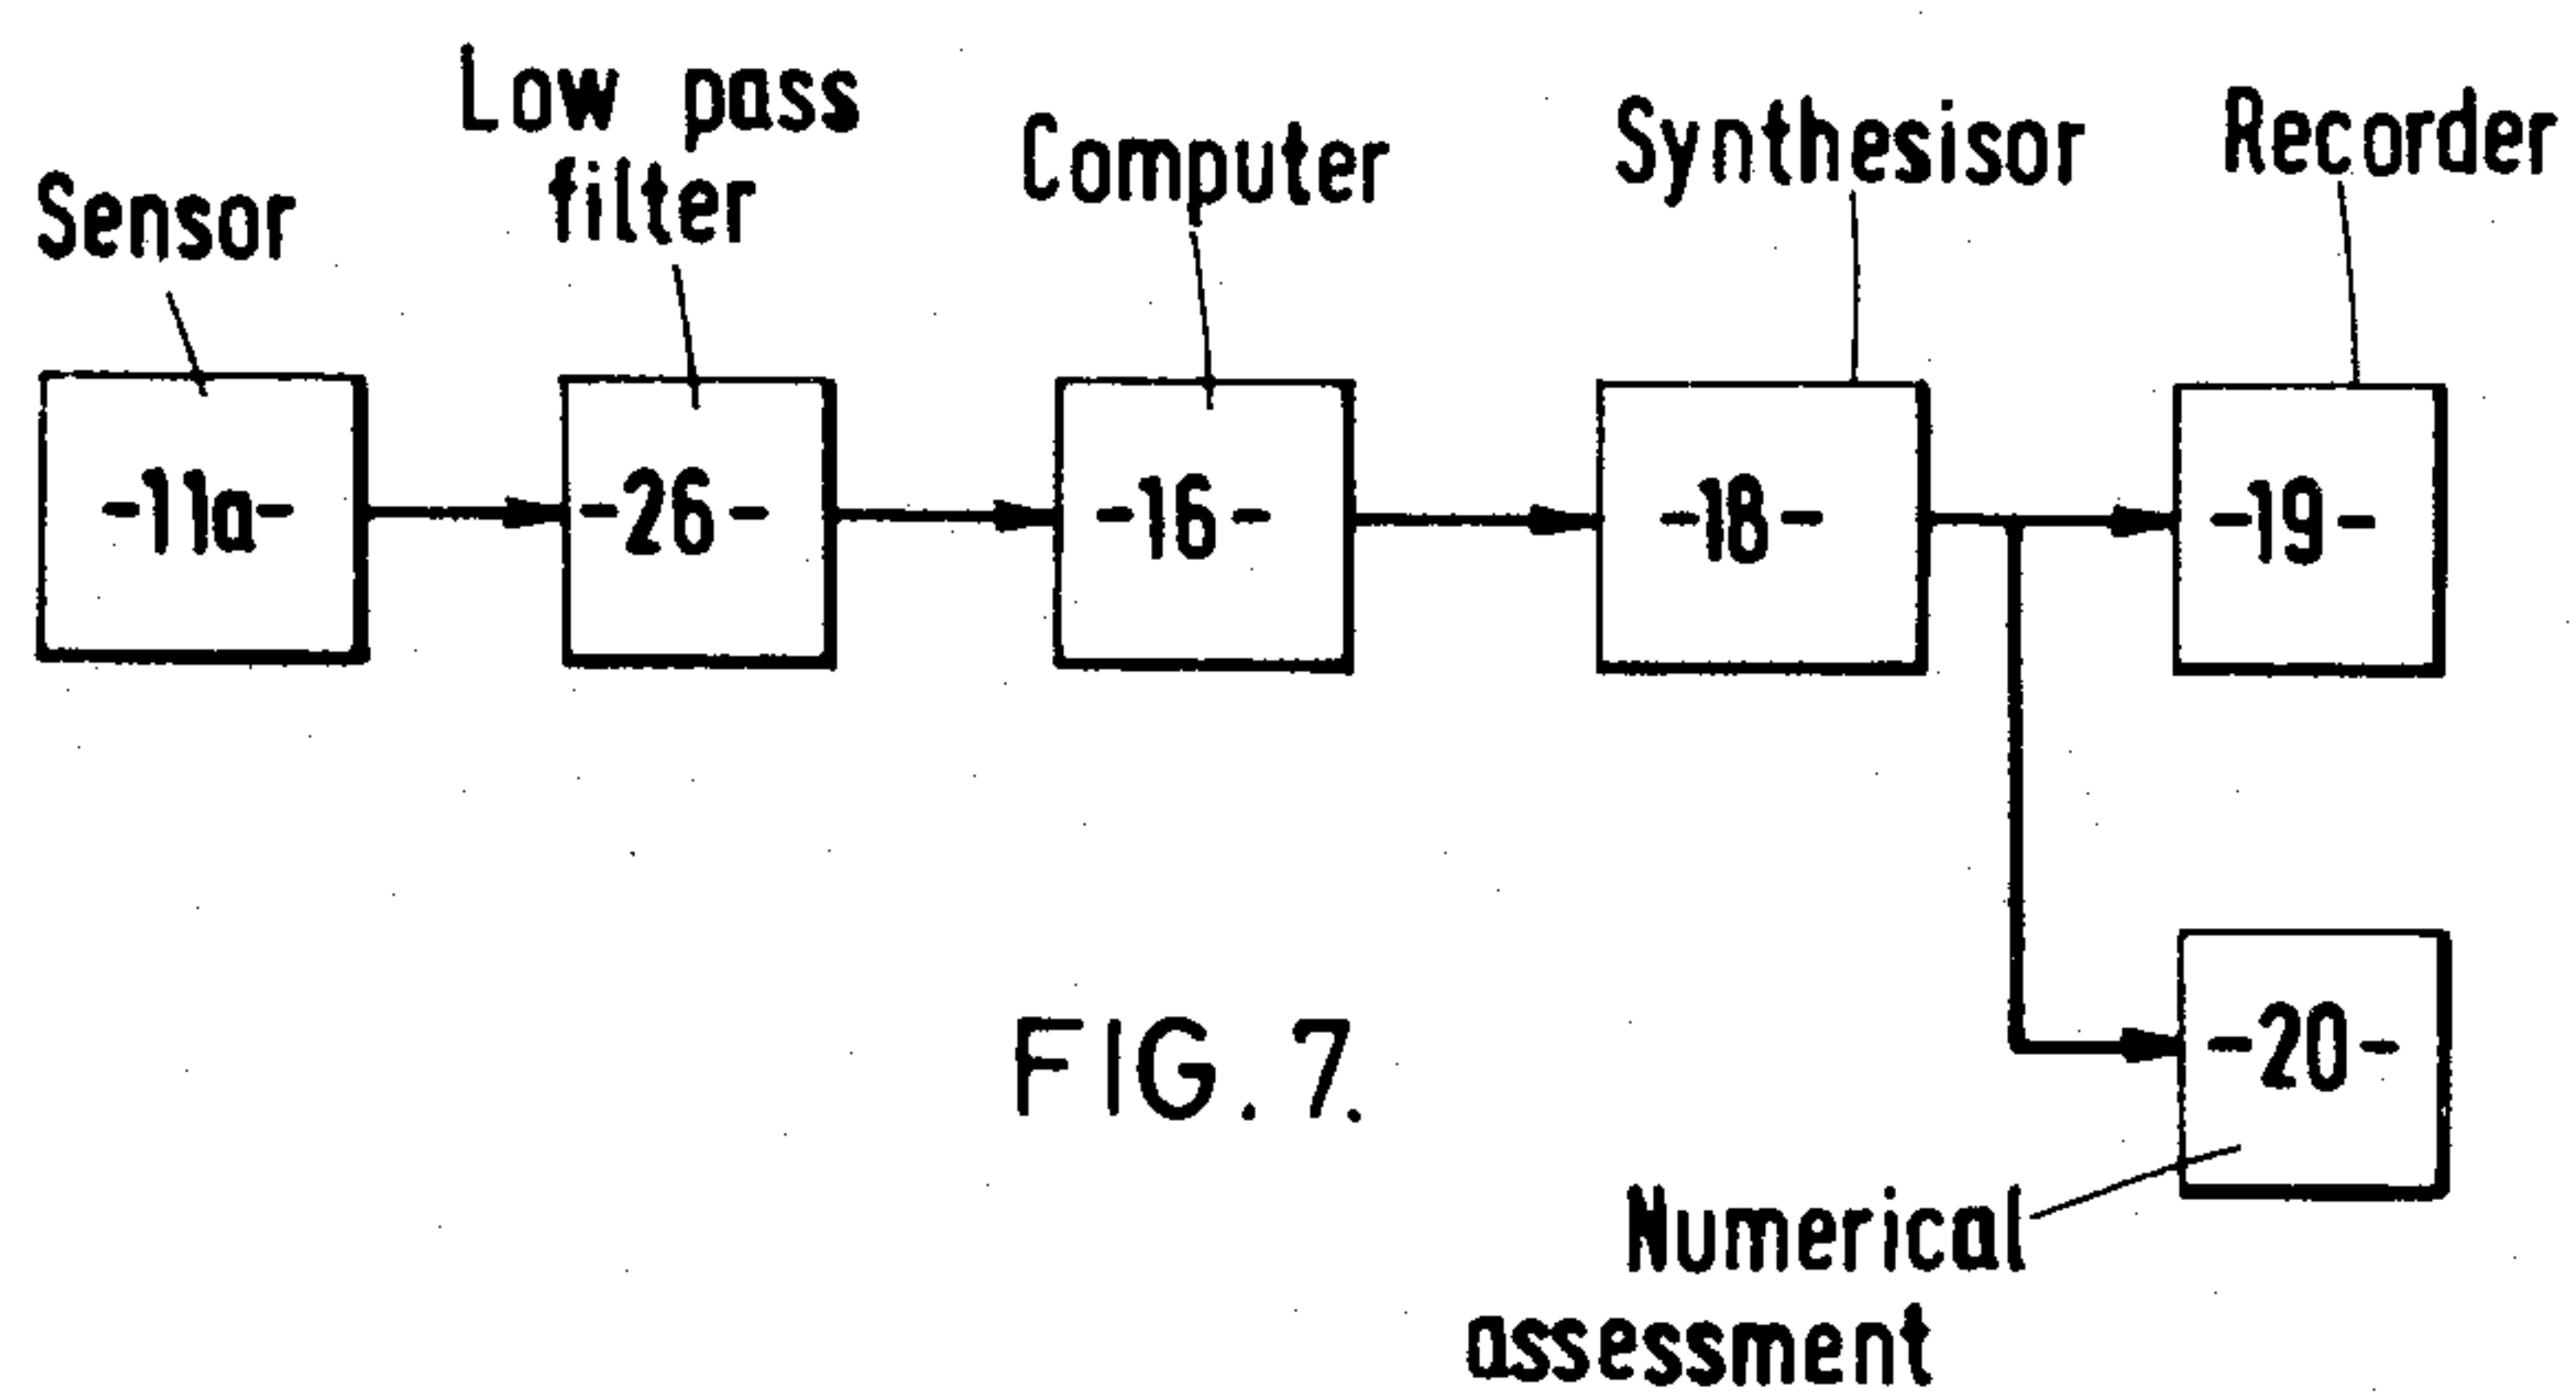 Sensor
Low pass
filter
Computer
Synthesisor
Recorder
-11a-
-26-
-16-
-18-
-19-
-20-
Numerical
assessment
FIG. 7.